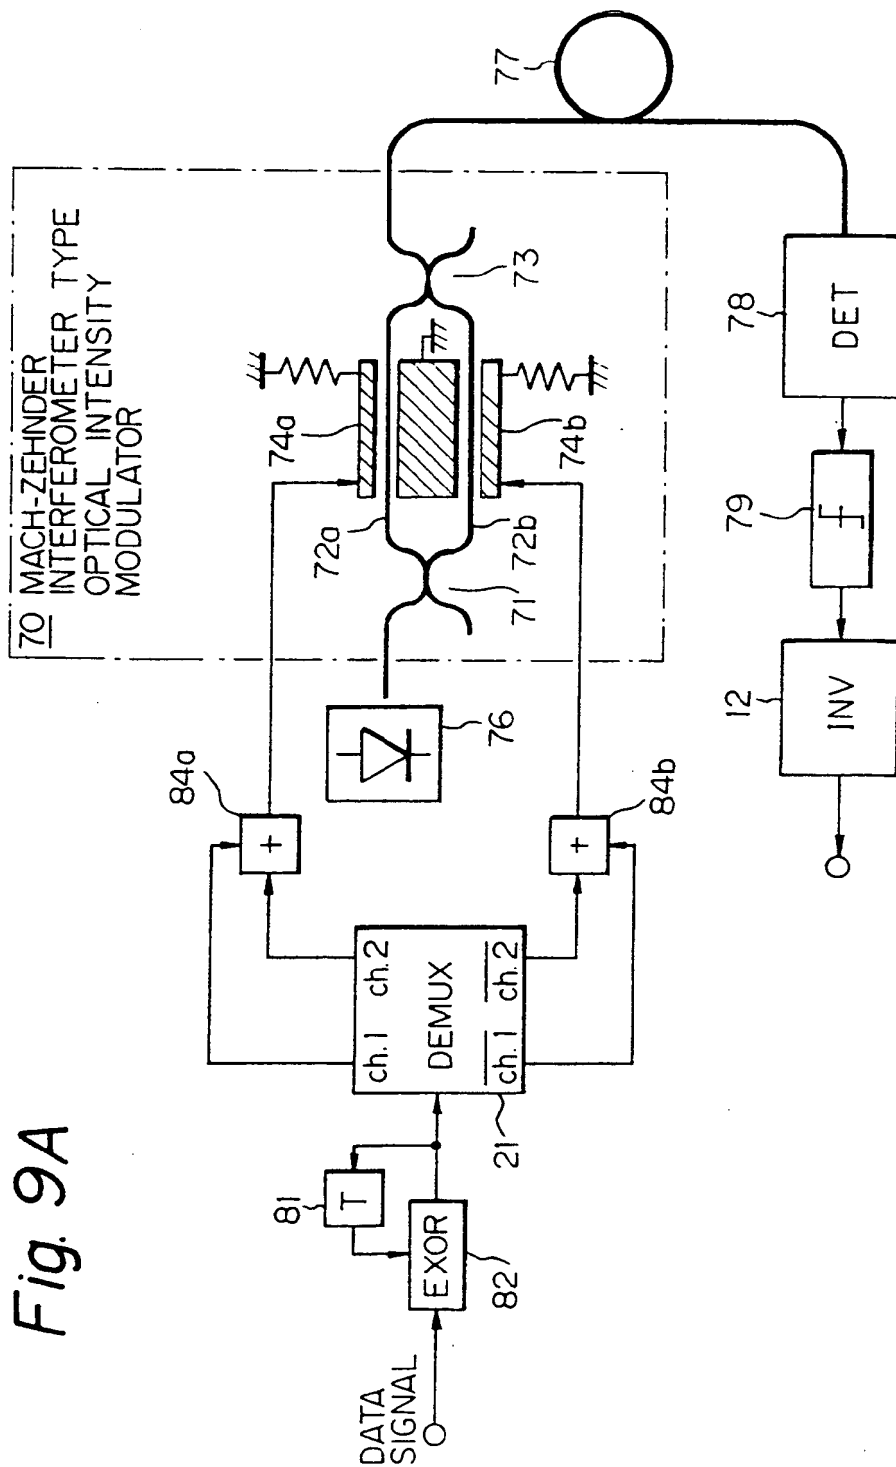 Fig. 9A
70 MACH-ZEHNDER
INTERFEROMETER TYPE
OPTICAL INTENSITY
MODULATOR
DATA
SIGNAL
EXOR
82
T
81
ch.1 ch.2
DEMUX
ch.1 ch.2
21
+
84a
+
84b
76
71
72a
72b
74a
74b
73
77
DET
78
79
INV
12